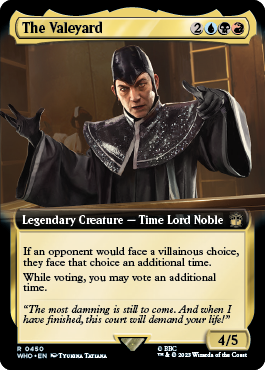 The Valeyard 2
Legendary Creature — Time Lord Noble
If an opponent would face a villainous choice,
they face that choice an additional time.
While voting, you may vote an additional
time.
“The most damning is still to come. And when I
have finished, this court will demand your life!”
4/5
R 0450
WHO • EN TYUKINA TATIANA
© BBC
™ & © 2023 Wizards of the Coast